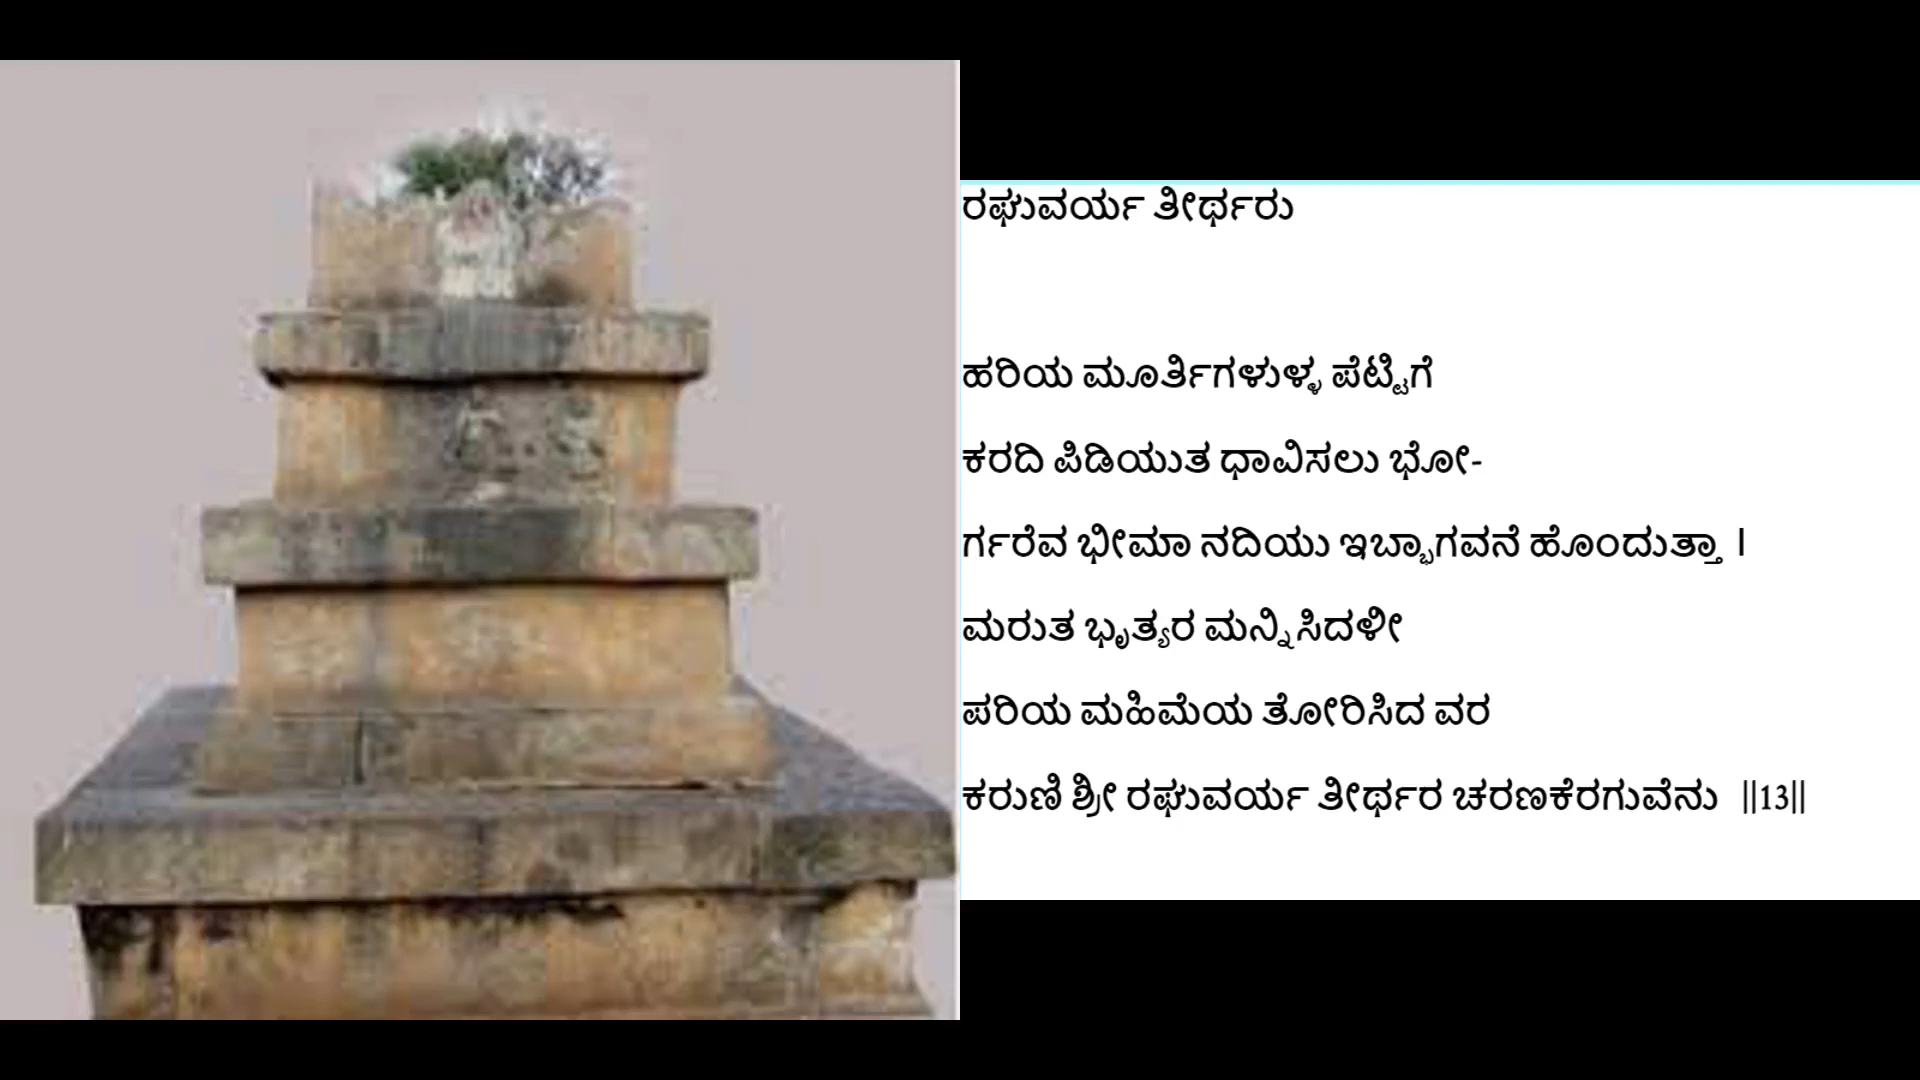 ರಘುವರ್ಯ ತೀರ್ಥರು
ಹರಿಯ ಮೂರ್ತಿಗಳುಳ್ಳ ಪೆಟ್ಟಿಗೆ
ಕರದಿ ಪಿಡಿಯುತ ಧಾವಿಸಲು ಭೋ-
ರ್ಗರೆವ ಭೀಮಾ ನದಿಯು ಇಬ್ಭಾಗವನೆ ಹೊಂದುತ್ತಾ ।
ಮರುತ ಭೃತ್ಯರ ಮನ್ನಿಸಿದಳೀ
ಪರಿಯ ಮಹಿಮೆಯ ತೋರಿಸಿದ ವರ
ಕರುಣಿ ಶ್ರೀ ರಘುವರ್ಯ ತೀರ್ಥರ ಚರಣಕೆರಗುವೆನು ||13||